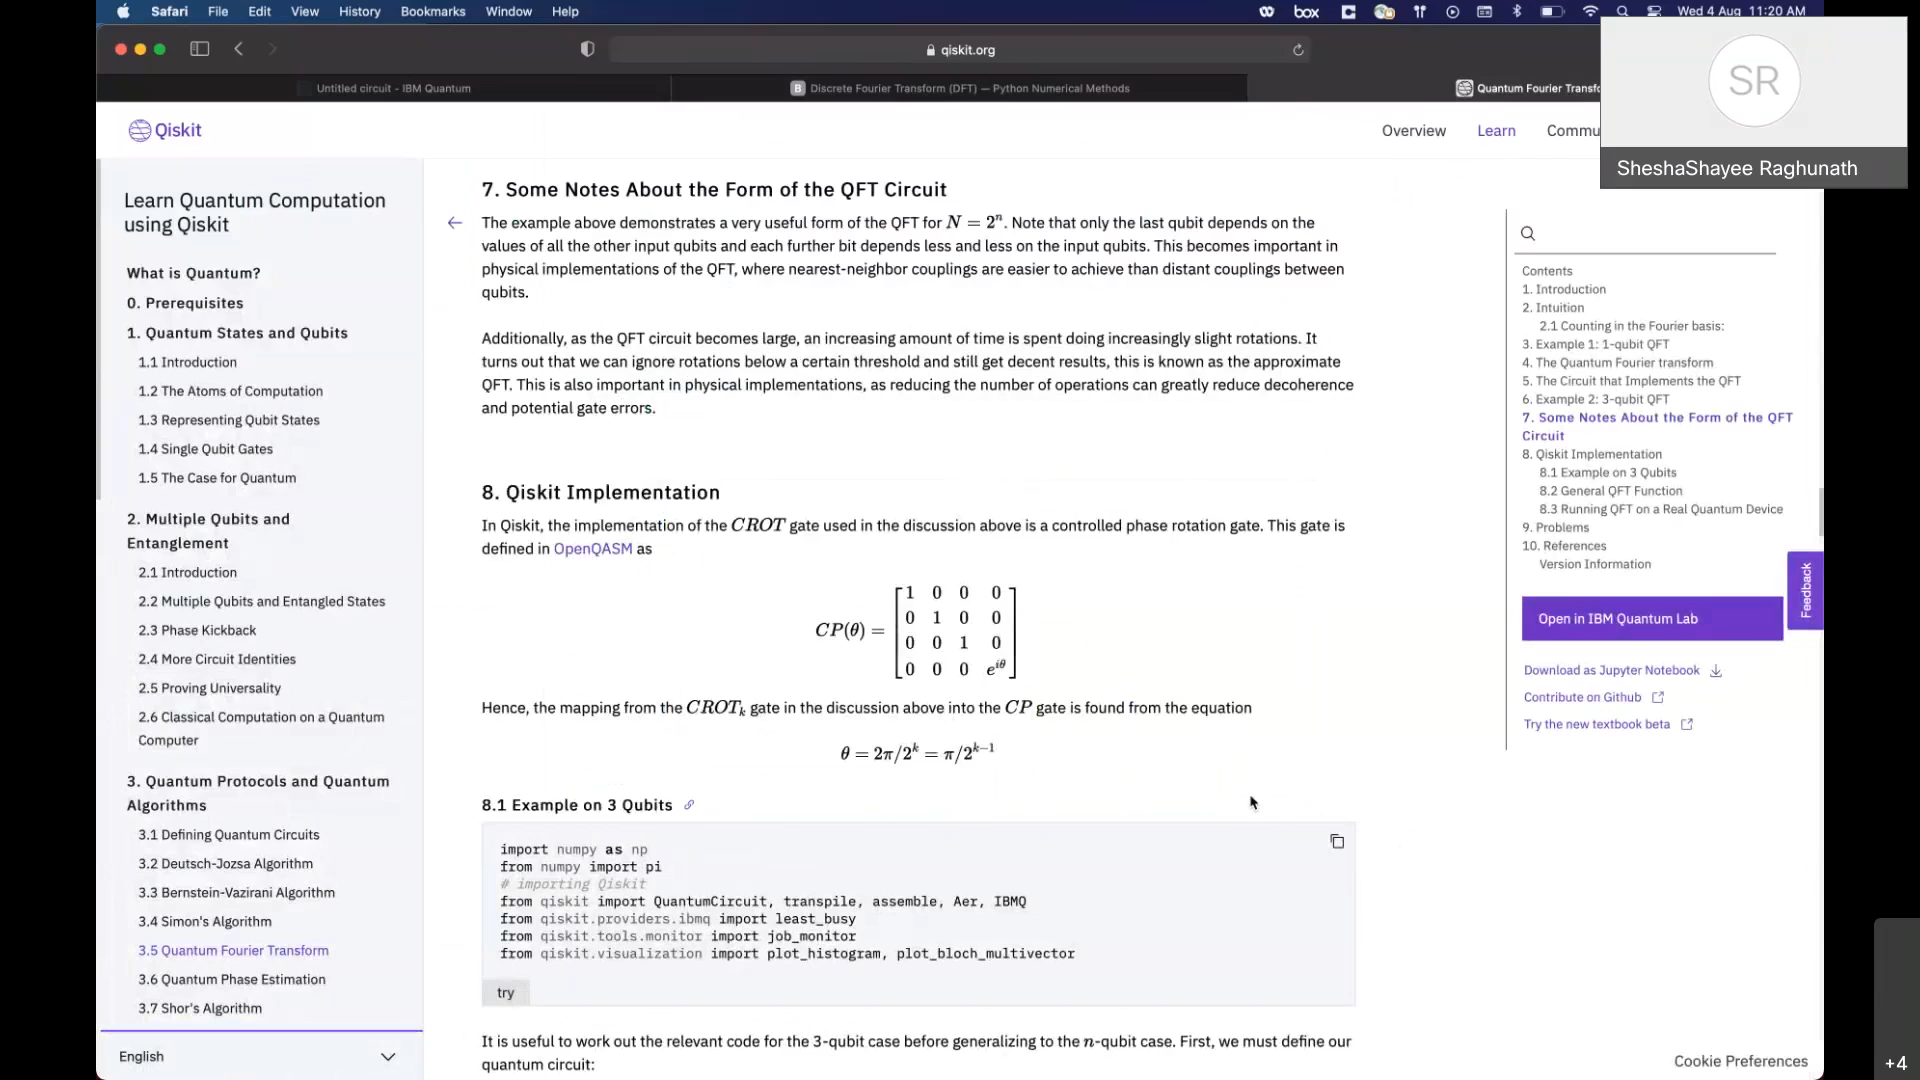 Safari File Edit View History Bookmarks Window Help
box
Wed 4 Aug 11:20 AM
qiskit.org
Untitled circuit - IBM Quantum
B Discrete Fourier Transform (DFT) — Python Numerical Methods
Quantum Fourier Transfo
SR
SheshaShayee Raghunath
Qiskit
Overview Learn Commu
Learn Quantum Computation
using Qiskit
What is Quantum?
0. Prerequisites
1. Quantum States and Qubits
1.1 Introduction
1.2 The Atoms of Computation
1.3 Representing Qubit States
1.4 Single Qubit Gates
1.5 The Case for Quantum
2. Multiple Qubits and
Entanglement
2.1 Introduction
2.2 Multiple Qubits and Entangled States
2.3 Phase Kickback
2.4 More Circuit Identities
2.5 Proving Universality
2.6 Classical Computation on a Quantum
Computer
3. Quantum Protocols and Quantum
Algorithms
3.1 Defining Quantum Circuits
3.2 Deutsch-Jozsa Algorithm
3.3 Bernstein-Vazirani Algorithm
3.4 Simon's Algorithm
3.5 Quantum Fourier Transform
3.6 Quantum Phase Estimation
3.7 Shor's Algorithm
English
7. Some Notes About the Form of the QFT Circuit
The example above demonstrates a very useful form of the QFT for N = 2ⁿ. Note that only the last qubit depends on the
values of all the other input qubits and each further bit depends less and less on the input qubits. This becomes important in
physical implementations of the QFT, where nearest-neighbor couplings are easier to achieve than distant couplings between
qubits.
Additionally, as the QFT circuit becomes large, an increasing amount of time is spent doing increasingly slight rotations. It
turns out that we can ignore rotations below a certain threshold and still get decent results, this is known as the approximate
QFT. This is also important in physical implementations, as reducing the number of operations can greatly reduce decoherence
and potential gate errors.
8. Qiskit Implementation
In Qiskit, the implementation of the CROT gate used in the discussion above is a controlled phase rotation gate. This gate is
defined in OpenQASM as
CP(θ) =
1 0 0 0
0 1 0 0
0 0 1 0
0 0 0 e^{iθ}
Hence, the mapping from the CROTₖ gate in the discussion above into the CP gate is found from the equation
θ = 2π/2^k = π/2^{k−1}
8.1 Example on 3 Qubits
import numpy as np
from numpy import pi
# importing Qiskit
from qiskit import QuantumCircuit, transpile, assemble, Aer, IBMQ
from qiskit.providers.ibmq import least_busy
from qiskit.tools.monitor import job_monitor
from qiskit.visualization import plot_histogram, plot_bloch_multivector
try
It is useful to work out the relevant code for the 3-qubit case before generalizing to the n-qubit case. First, we must define our
quantum circuit:
Contents
1. Introduction
2. Intuition
2.1 Counting in the Fourier basis:
3. Example 1: 1-qubit QFT
4. The Quantum Fourier transform
5. The Circuit that Implements the QFT
6. Example 2: 3-qubit QFT
7. Some Notes About the Form of the QFT
Circuit
8. Qiskit Implementation
8.1 Example on 3 Qubits
8.2 General QFT Function
8.3 Running QFT on a Real Quantum Device
9. Problems
10. References
Version Information
Open in IBM Quantum Lab
Download as Jupyter Notebook
Contribute on Github
Try the new textbook beta
Feedback
Cookie Preferences
+4